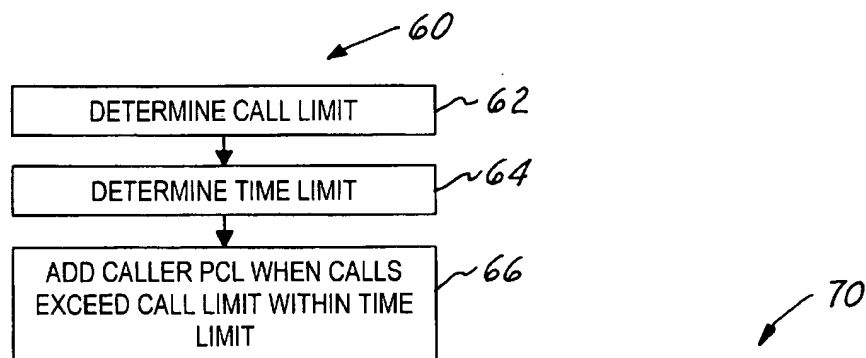 60
DETERMINE CALL LIMIT
62
DETERMINE TIME LIMIT
64
ADD CALLER PCL WHEN CALLS
EXCEED CALL LIMIT WITHIN TIME
LIMIT
66
70